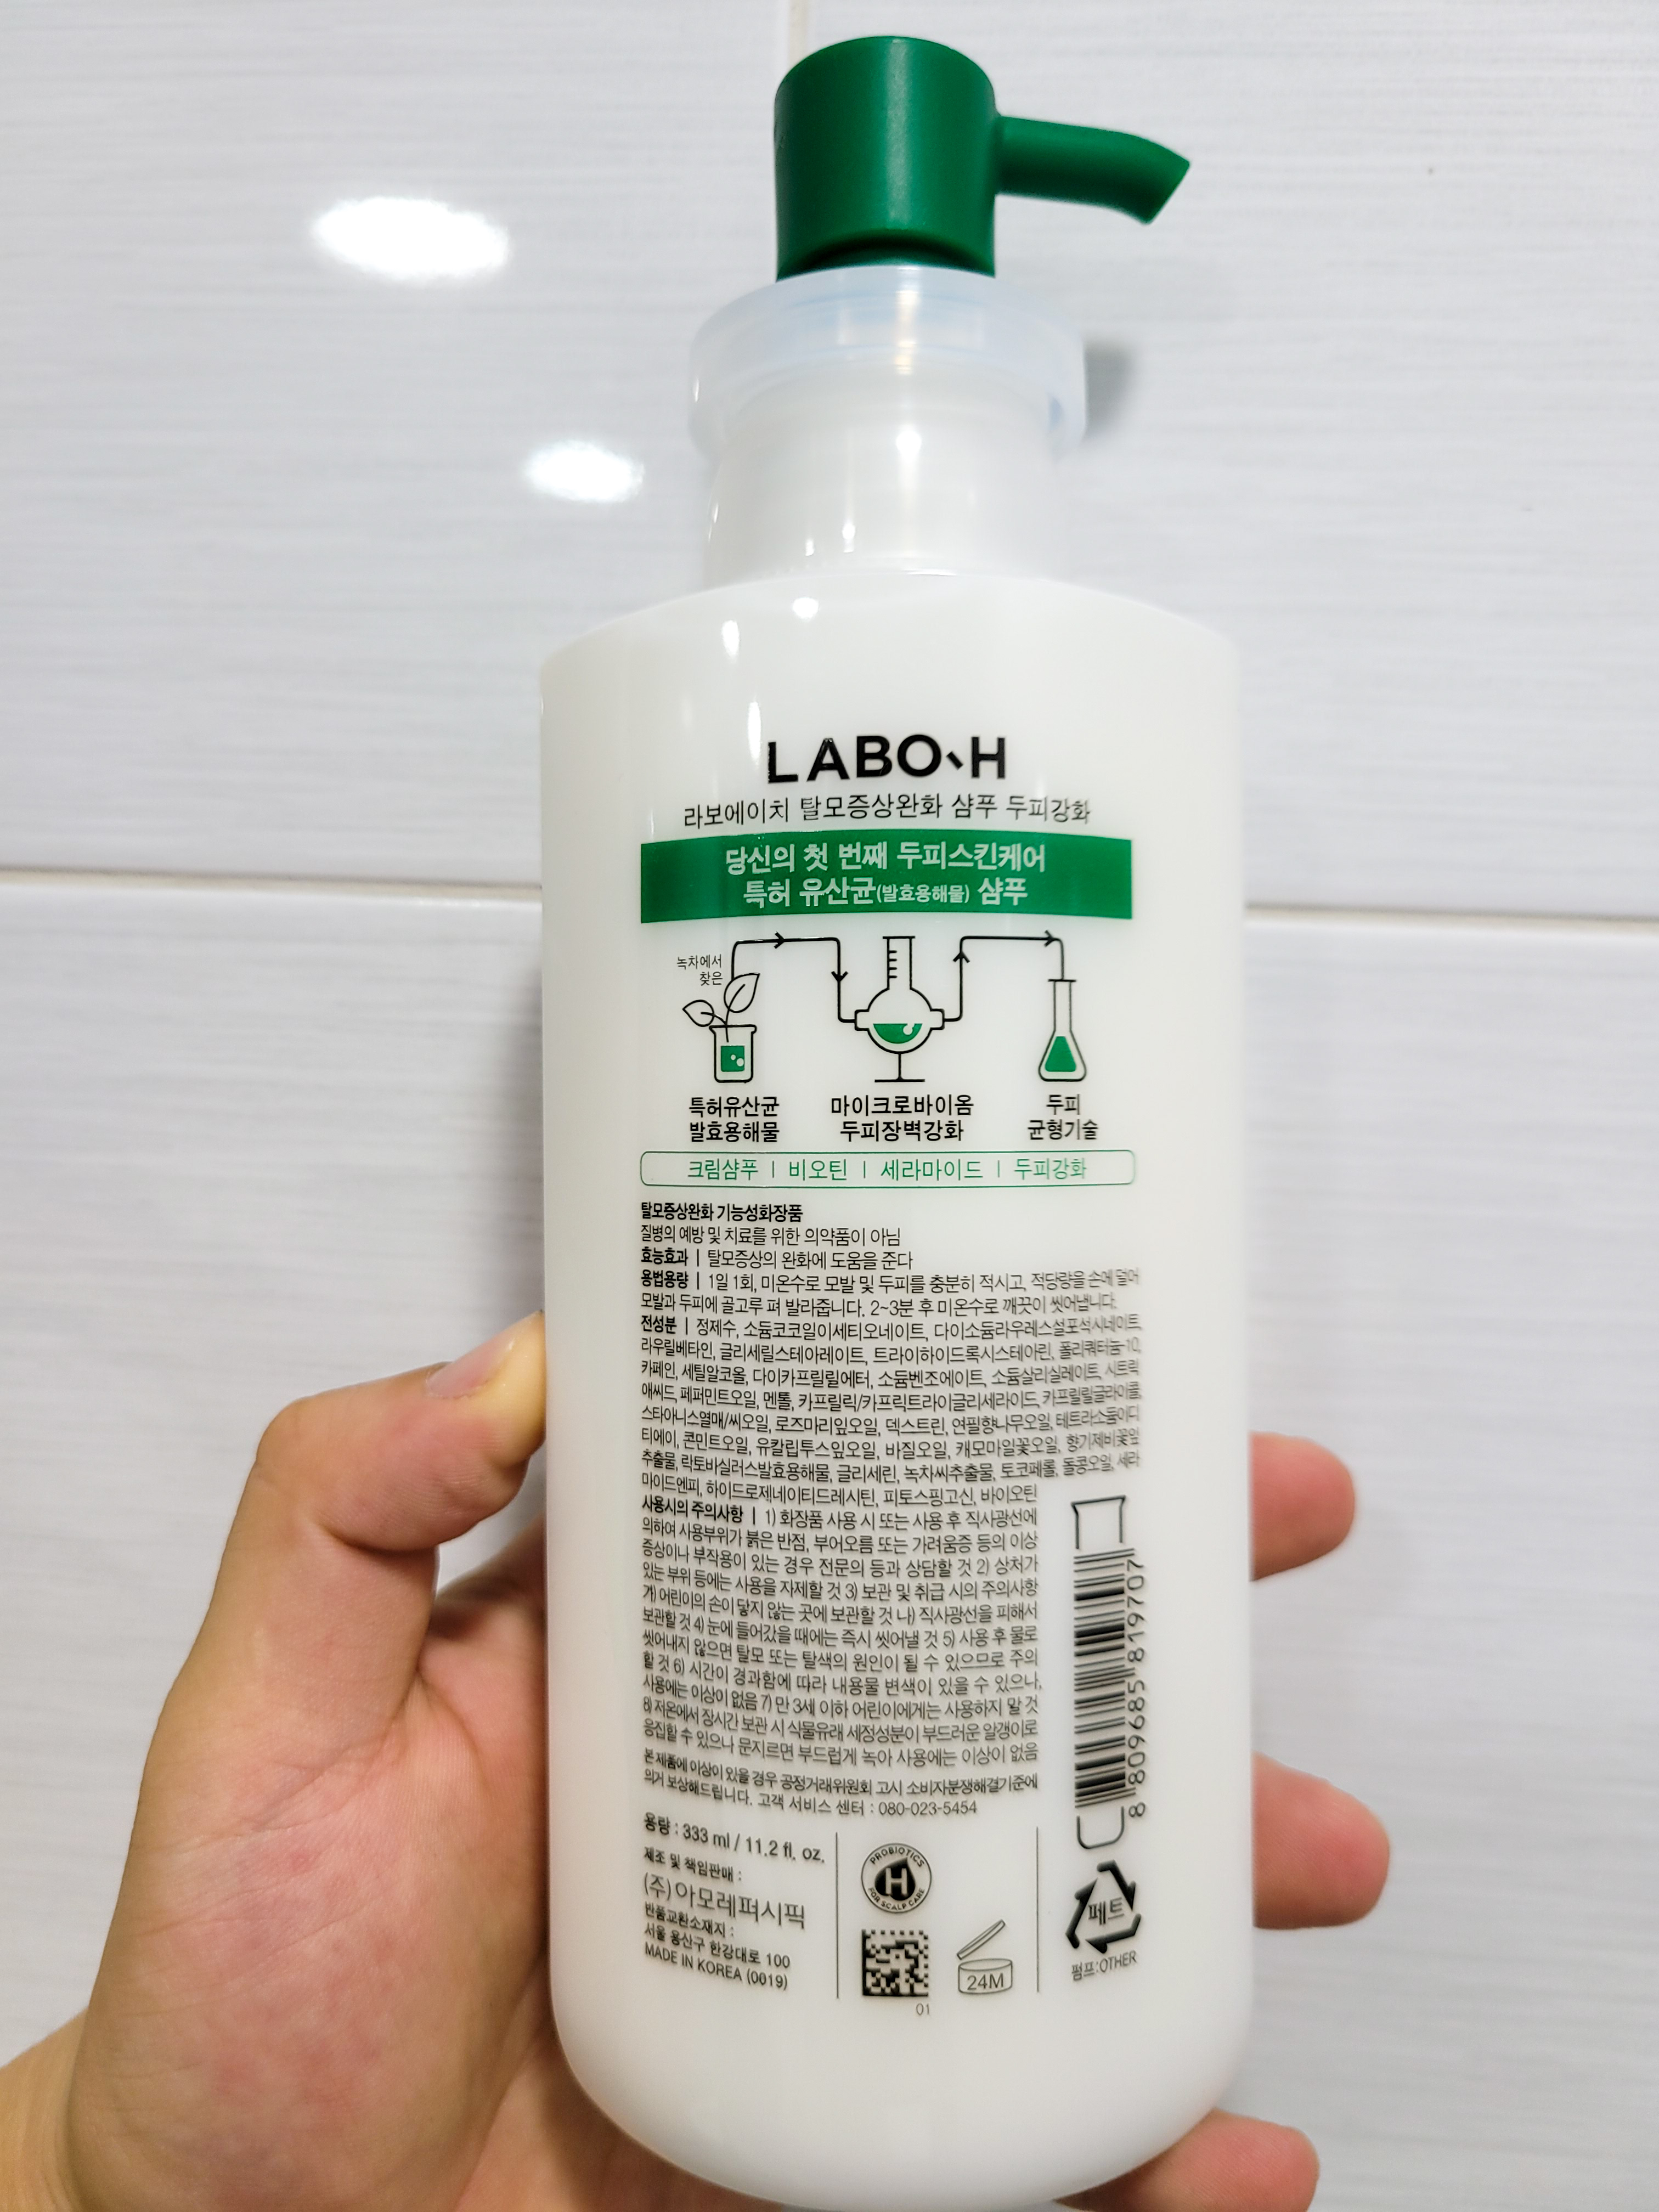 LABO、H
라보에이치 탈모증상완화 샴푸 두피강화
당신의 첫 번째 두피스킨케어
특허 유산균(발효용해물) 샴푸
녹차에서
찾은
특허유산균
발효용해물
마이크로바이옴
두피장벽강화
두피
균형기술
크림샴푸 | 비오틴 | 세라마이드 | 두피강화
탈모증상완화 기능성화장품
질병의 예방 및 치료를 위한 의약품이 아님
효능효과 | 탈모증상의 완화에 도움을 준다
용법용량 | 1일 1회, 미온수로 모발 및 두피를 충분히 적시고, 적당량을 손에 덜어
모발과 두피에 골고루 펴 발라줍니다. 2~3분 후 미온수로 깨끗이 씻어냅니다.
전성분 | 정제수, 소듐코코일이세티오네이트, 다이소듐라우레스설포석시네이트,
라우릴베타인, 글리세릴스테아레이트, 트라이하이드록시스테아린, 폴리쿼터늄-10,
카페인, 세틸알코올, 다이카프릴릴에터, 소듐벤조에이트, 소듐살리실레이트, 시트릭
애씨드, 페퍼민트오일, 멘톨, 카프릴릭/카프릭트라이글리세라이드, 카프릴릴글라이콜,
스타아니스열매/씨오일, 로즈마리잎오일, 덱스트린, 연필향나무오일, 테트라소듐이디
티에이, 콘민트오일, 유칼립투스잎오일, 바질오일, 캐모마일꽃오일, 향기제비꽃잎
추출물, 락토바실러스발효용해물, 글리세린, 녹차씨추출물, 토코페롤, 돌콩오일, 세라
마이드엔피, 하이드로제네이티드레시틴, 피토스핑고신, 바이오틴
사용시의 주의사항 | 1) 화장품 사용 시 또는 사용 후 직사광선에
의하여 사용부위가 붉은 반점, 부어오름 또는 가려움증 등의 이상
증상이나 부작용이 있는 경우 전문의 등과 상담할 것 2) 상처가
있는 부위 등에는 사용을 자제할 것 3) 보관 및 취급 시의 주의사항
가) 어린이의 손이 닿지 않는 곳에 보관할 것 나) 직사광선을 피해서
보관할 것 4) 눈에 들어갔을 때에는 즉시 씻어낼 것 5) 사용 후 물로
씻어내지 않으면 탈모 또는 탈색의 원인이 될 수 있으므로 주의
할 것 6) 시간이 경과함에 따라 내용물 변색이 있을 수 있으나,
사용에는 이상이 없음 7) 만 3세 이하 어린이에게는 사용하지 말 것
8) 저온에서 장시간 보관 시 식물유래 세정성분이 부드러운 알갱이로
응집할 수 있으나 문지르면 부드럽게 녹아 사용에는 이상이 없음
본 제품에 이상이 있을 경우 공정거래위원회 고시 소비자분쟁해결기준에
의거 보상해드립니다. 고객 서비스 센터 : 080-023-5454
8 809685 819707
용량 : 333 ml / 11.2 fl. oz.
제조 및 책임판매 :
(주)아모레퍼시픽
반품교환소재지 :
서울 용산구 한강대로 100
MADE IN KOREA (0019)
PROBIOTICS
H
FOR SCALP CARE
01
24M
페트
펌프:OTHER